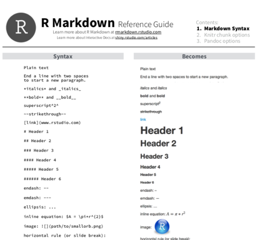 R
R Markdown Reference Guide
Learn more about R Markdown at rmarkdown.rstudio.com
Learn more about Interactive Docs at shiny.rstudio.com/articles
Contents:
1. Markdown Syntax
2. Knitr chunk options
3. Pandoc options
Syntax
Becomes
Plain text
End a line with two spaces
to start a new paragraph.
*italics* and _italics_
**bold** and __bold__
superscript^2^
~~strikethrough~~
[link](www.rstudio.com)
# Header 1
## Header 2
### Header 3
#### Header 4
##### Header 5
###### Header 6
endash: --
emdash: ---
ellipsis: ...
inline equation: $A = \pi*r^{2}$
image: ![](path/to/smallorb.png)
horizontal rule (or slide break):
Plain text
End a line with two spaces to start a new paragraph.
italics and italics
bold and bold
superscript2
strikethrough
link
Header 1
Header 2
Header 3
Header 4
Header 5
Header 6
endash: –
emdash: —
ellipsis: …
inline equation: A = π * r2
image:
horizontal rule (or slide break):